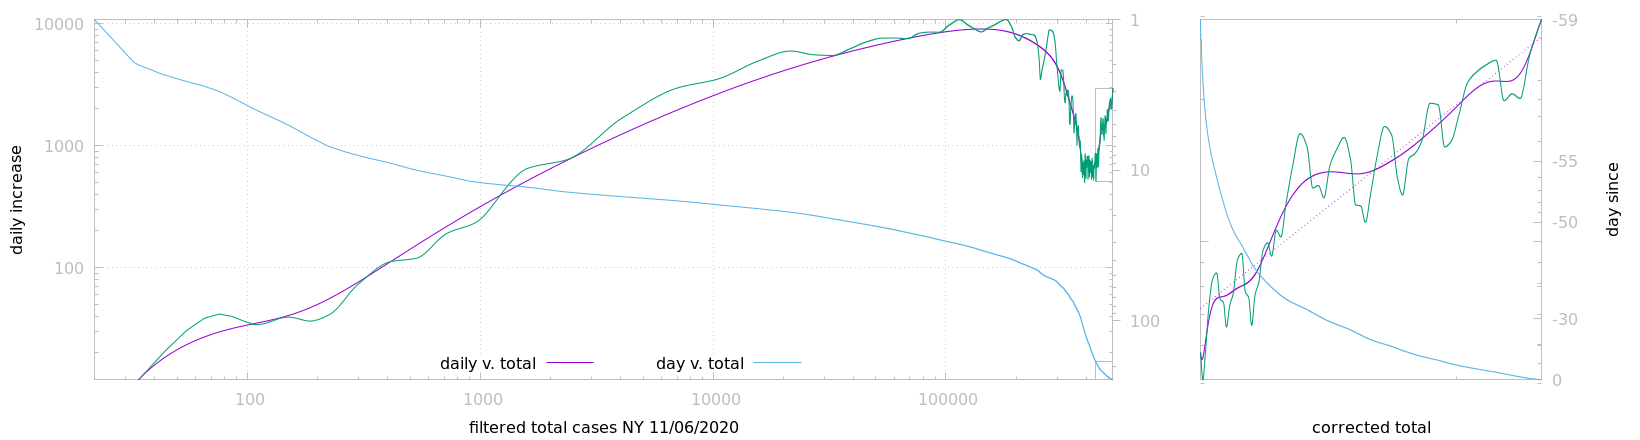 10000
1000
100
daily increase
100
1000
10000
100000
filtered total cases NY 11/06/2020
daily v. total
day v. total
1
10
100
-59
-55
-50
-30
0
day since
corrected total